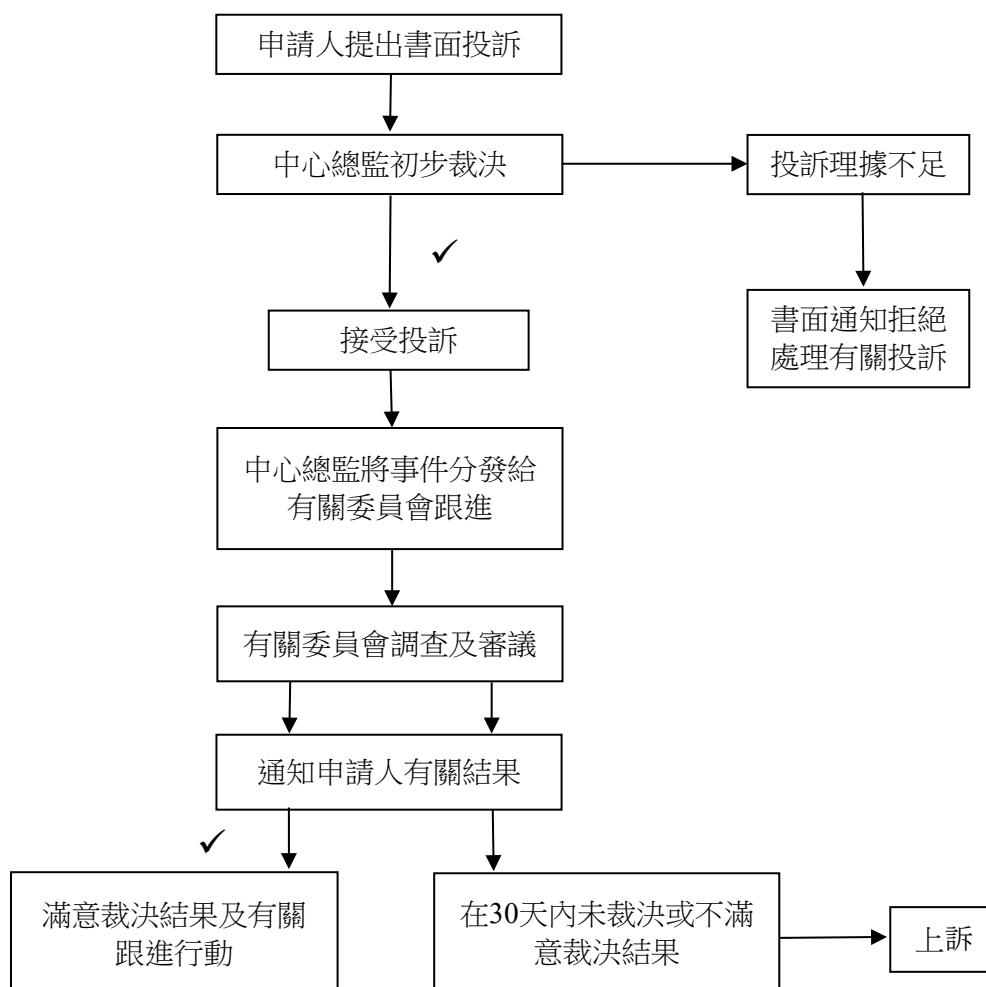 申請人提出書面投訴
中心總監初步裁決
投訴理據不足
✓
接受投訴
書面通知拒絕
處理有關投訴
中心總監將事件分發給
有關委員會跟進
有關委員會調查及審議
通知申請人有關結果
✓
滿意裁決結果及有關
跟進行動
在30天內未裁決或不滿
意裁決結果
上訴